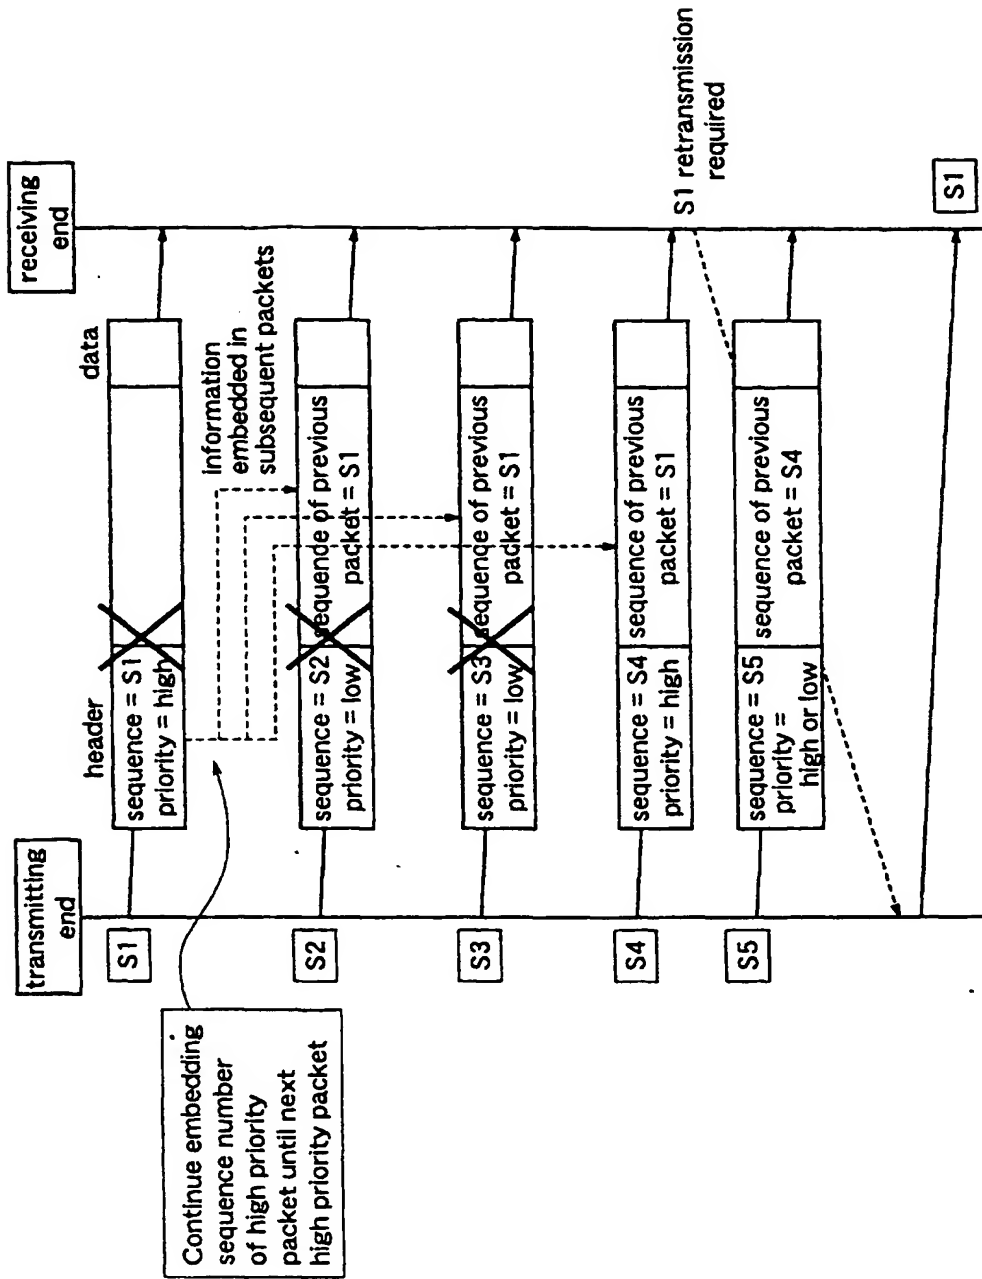 transmitting
end
receiving
end
header
data
S1
sequence = S1
priority = high
information
embedded in
subsequent packets
Continue embedding
sequence number
of high priority
packet until next
high priority packet
S2
sequence = S2
priority = low
sequence of previous
packet = S1
S3
sequence = S3
priority = low
sequence of previous
packet = S1
S4
sequence = S4
priority = high
sequence of previous
packet = S1
S1 retransmission
required
S5
sequence = S5
priority =
high or low
sequence of previous
packet = S4
S1